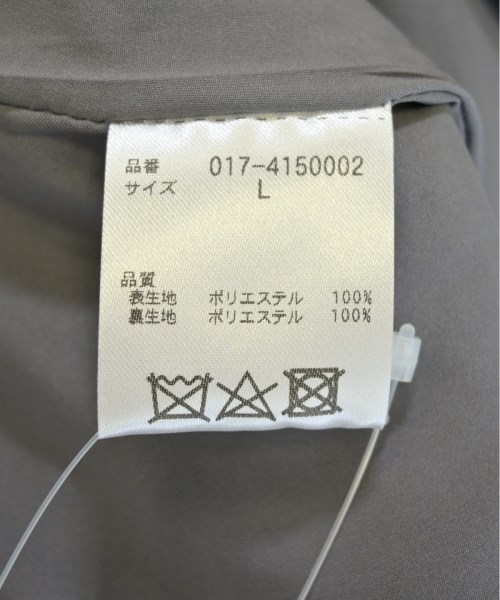 品番 017-4150002
サイズ L
品質
表生地 ポリエステル 100%
裏生地 ポリエステル 100%